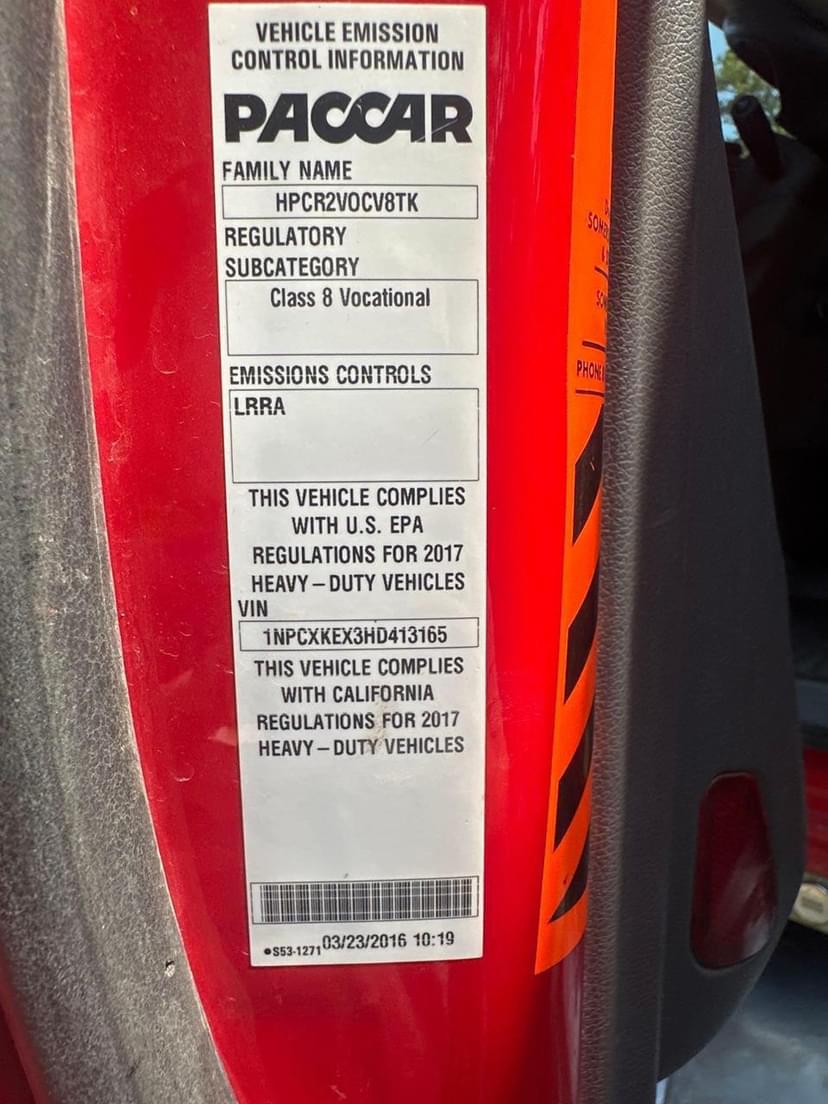 VEHICLE EMISSION
CONTROL INFORMATION
PACCAR
FAMILY NAME
HPCR2VOCV8TK
REGULATORY
SUBCATEGORY
Class 8 Vocational
EMISSIONS CONTROLS
LRRA
THIS VEHICLE COMPLIES
WITH U.S. EPA
REGULATIONS FOR 2017
HEAVY–DUTY VEHICLES
VIN
1NPCXKEX3HD413165
THIS VEHICLE COMPLIES
WITH CALIFORNIA
REGULATIONS FOR 2017
HEAVY–DUTY VEHICLES
●S53-1271 03/23/2016 10:19
PHONE